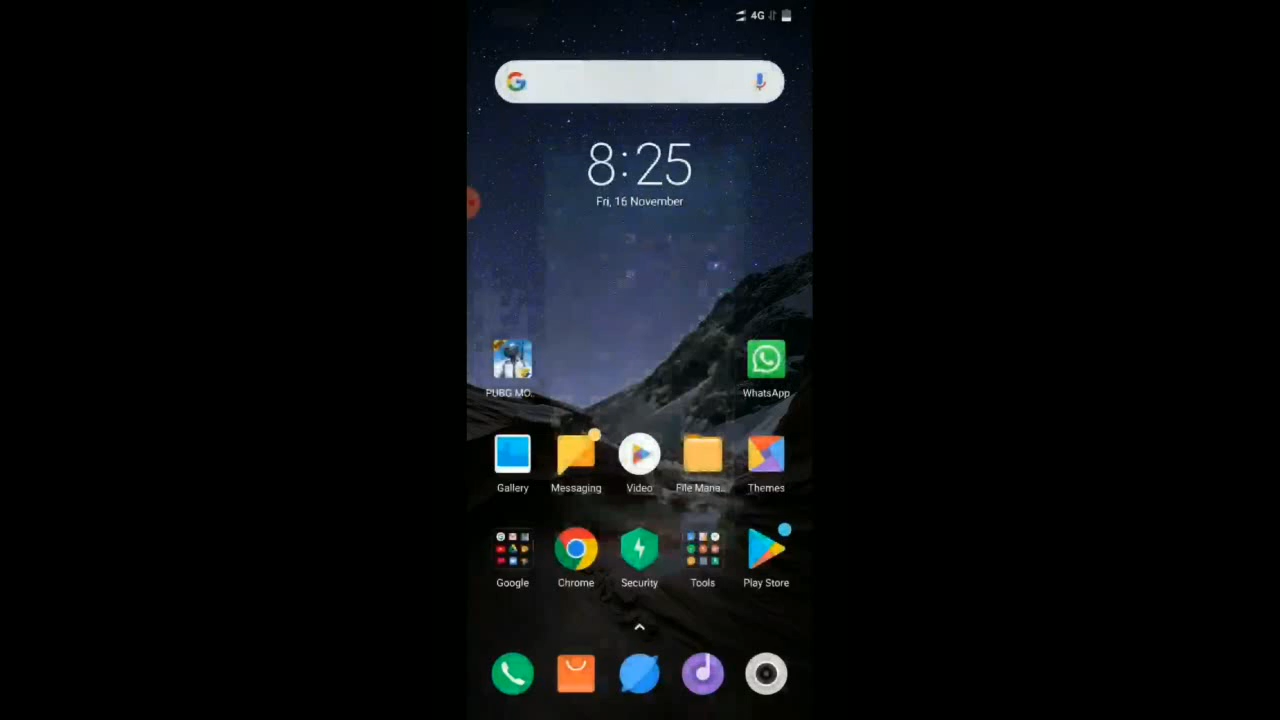 4G
8:25
Fri, 16 November
PUBG MO..
WhatsApp
Gallery
Messaging
Video
File Mana..
Themes
Google
Chrome
Security
Tools
Play Store